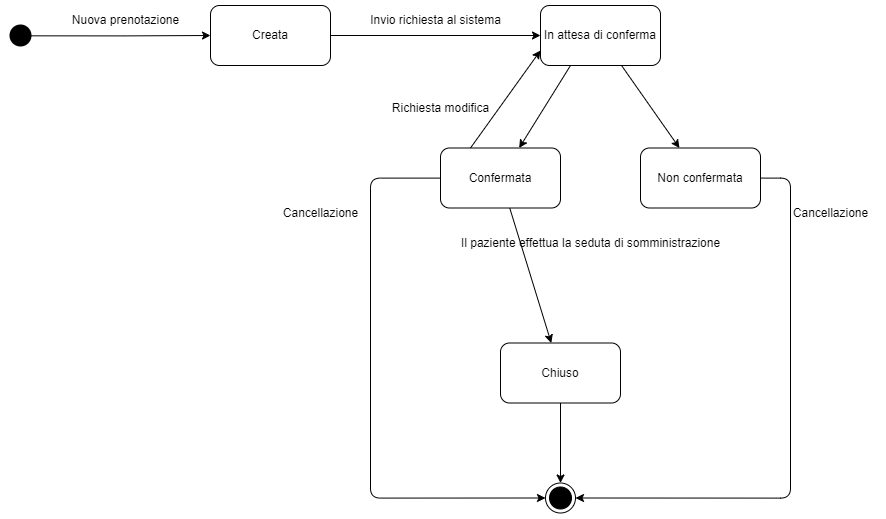 Nuova prenotazione
Creata
Invio richiesta al sistema
In attesa di conferma
Richiesta modifica
Confermata
Non confermata
Cancellazione
Cancellazione
Il paziente effettua la seduta di somministrazione
Chiuso